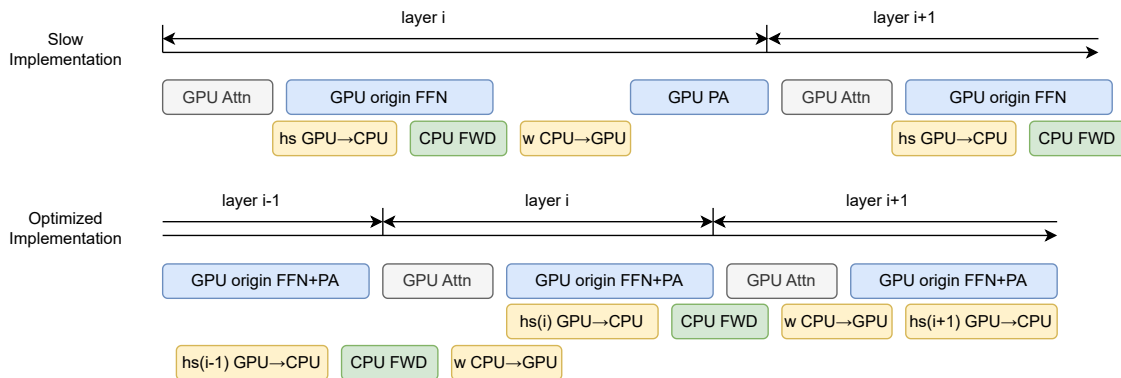 layer i
layer i+1
Slow
Implementation
GPU Attn
GPU origin FFN
GPU PA
GPU Attn
GPU origin FFN
hs GPU→CPU
CPU FWD
w CPU→GPU
hs GPU→CPU
CPU FWD
layer i-1
layer i
layer i+1
Optimized
Implementation
GPU origin FFN+PA
GPU Attn
GPU origin FFN+PA
GPU Attn
GPU origin FFN+PA
hs(i) GPU→CPU
CPU FWD
w CPU→GPU
hs(i+1) GPU→CPU
hs(i-1) GPU→CPU
CPU FWD
w CPU→GPU